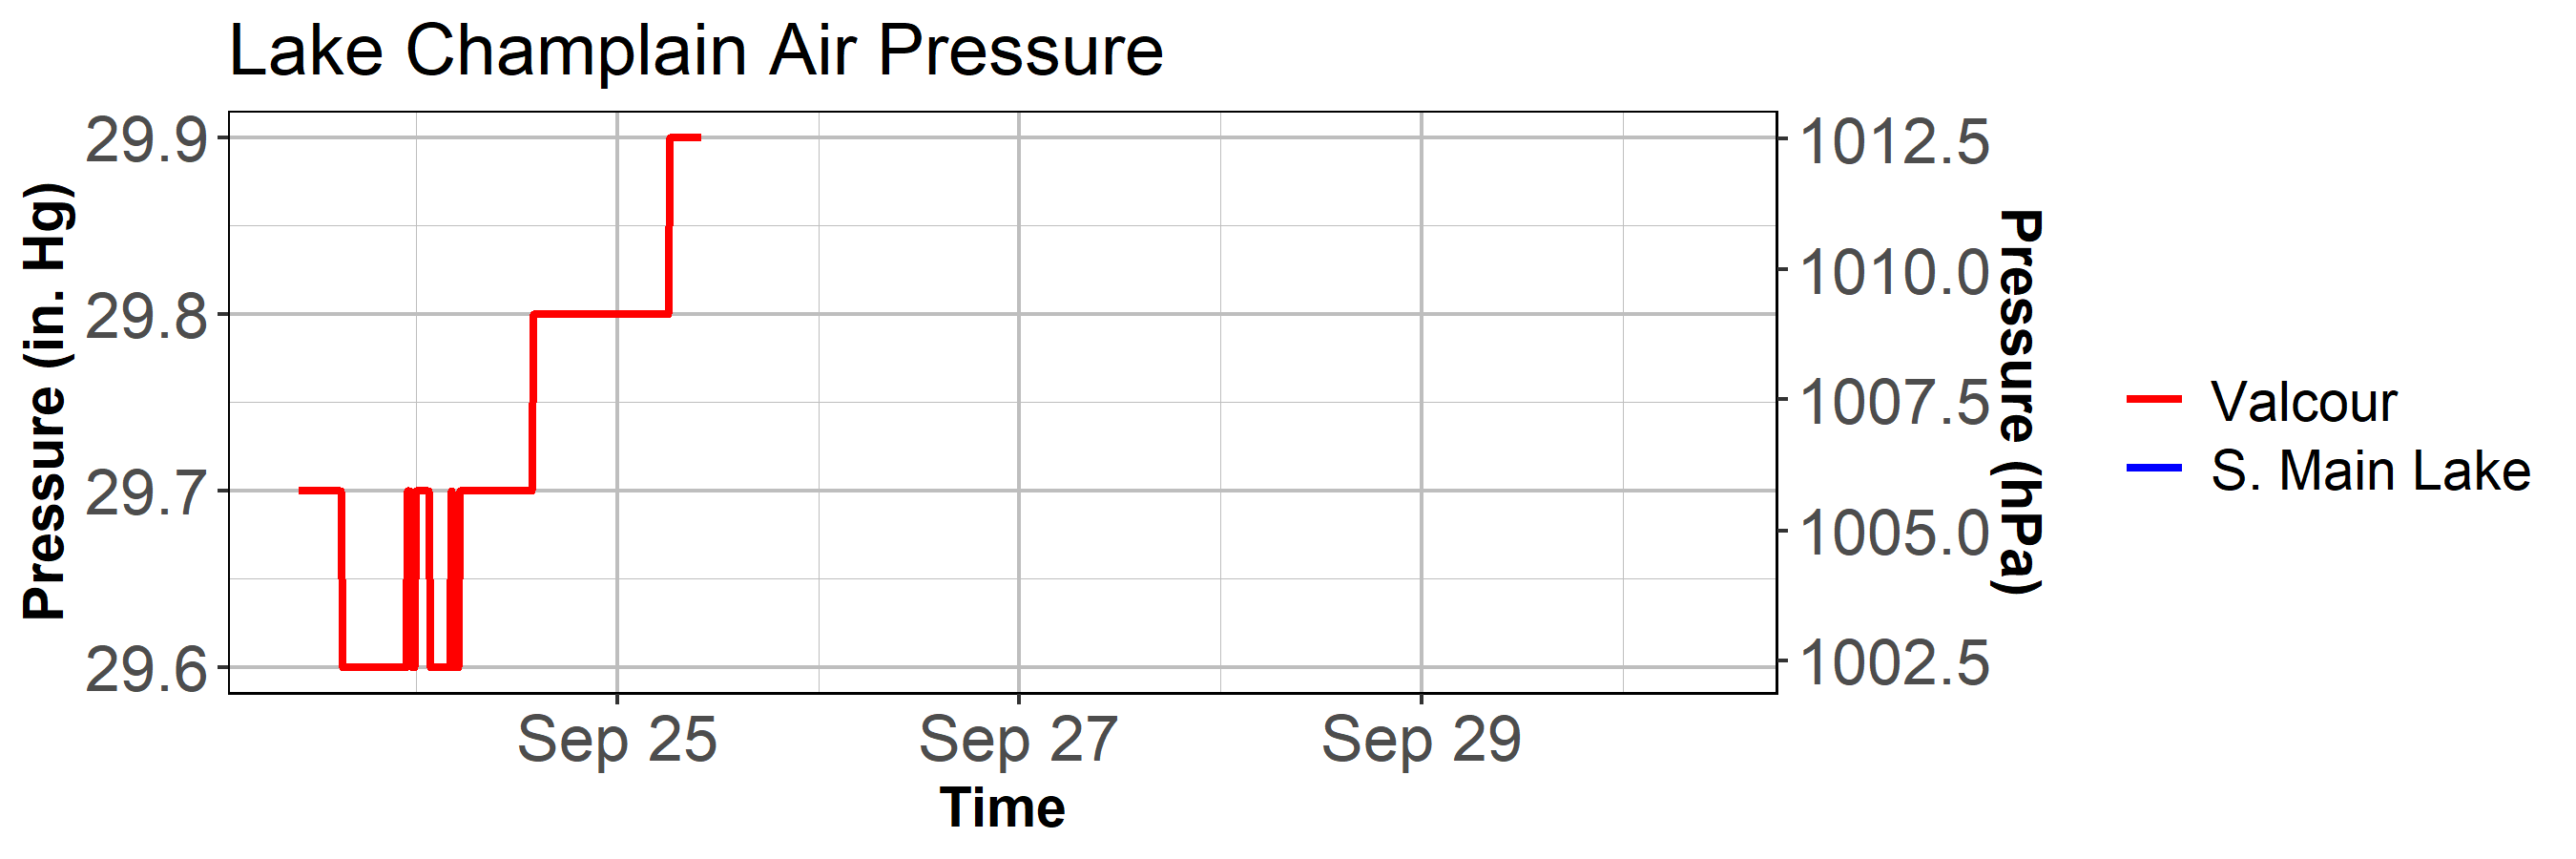 Lake Champlain Air Pressure
Pressure (in. Hg)
29.9
29.8
29.7
29.6
1012.5
1010.0
1007.5
1005.0
1002.5
Pressure (hPa)
Sep 25 Sep 27 Sep 29
Time
Valcour
S. Main Lake